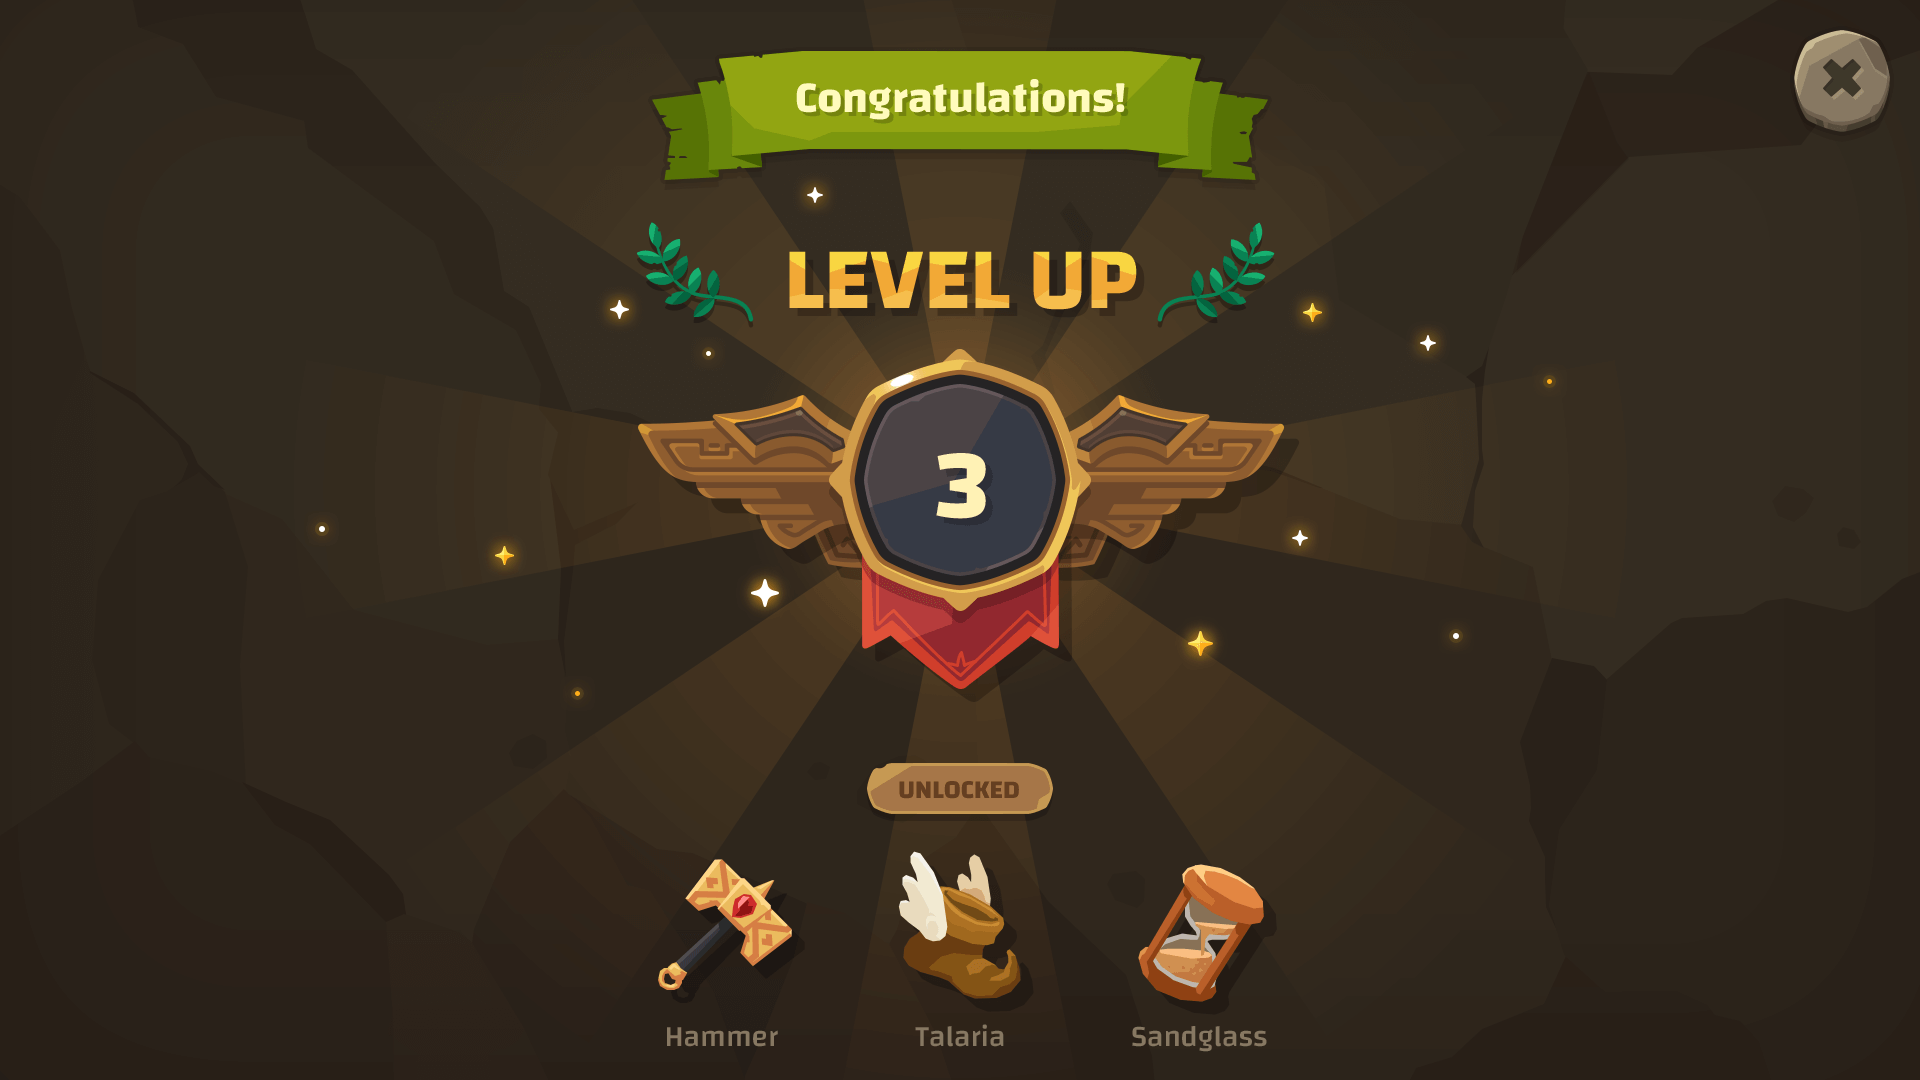 Congratulations!
LEVEL UP
3
UNLOCKED
Hammer
Talaria
Sandglass